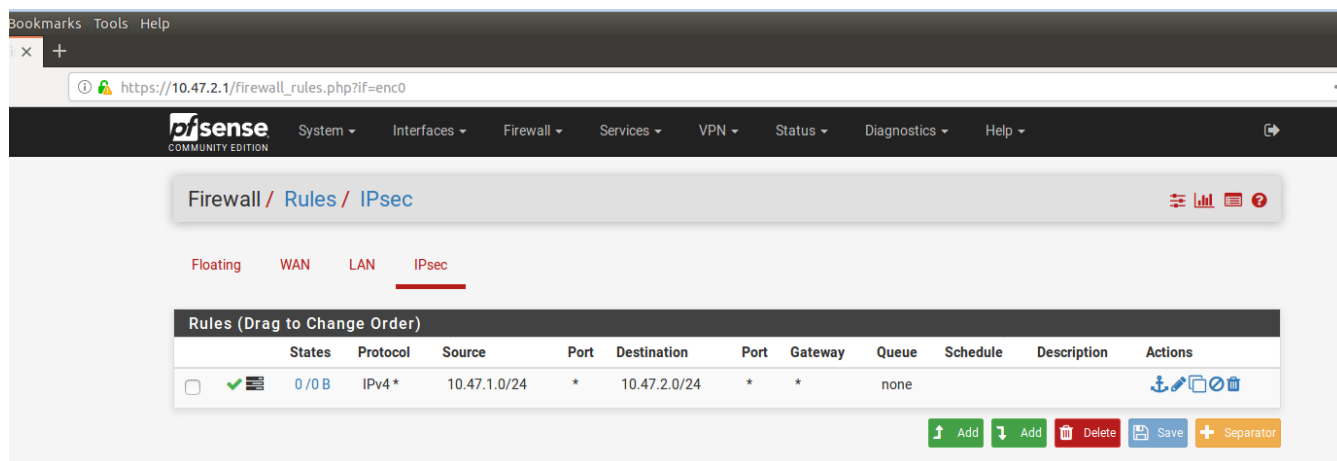 Bookmarks Tools Help
https://10.47.2.1/firewall_rules.php?if=enc0
pfsense System Interfaces Firewall Services VPN Status Diagnostics Help
COMMUNITY EDITION
Firewall / Rules / IPsec
Floating WAN LAN IPsec
Rules (Drag to Change Order)
States Protocol Source Port Destination Port Gateway Queue Schedule Description Actions
0 /0 B IPv4 * 10.47.1.0/24 * 10.47.2.0/24 * * none
Add Add Delete Save Separator